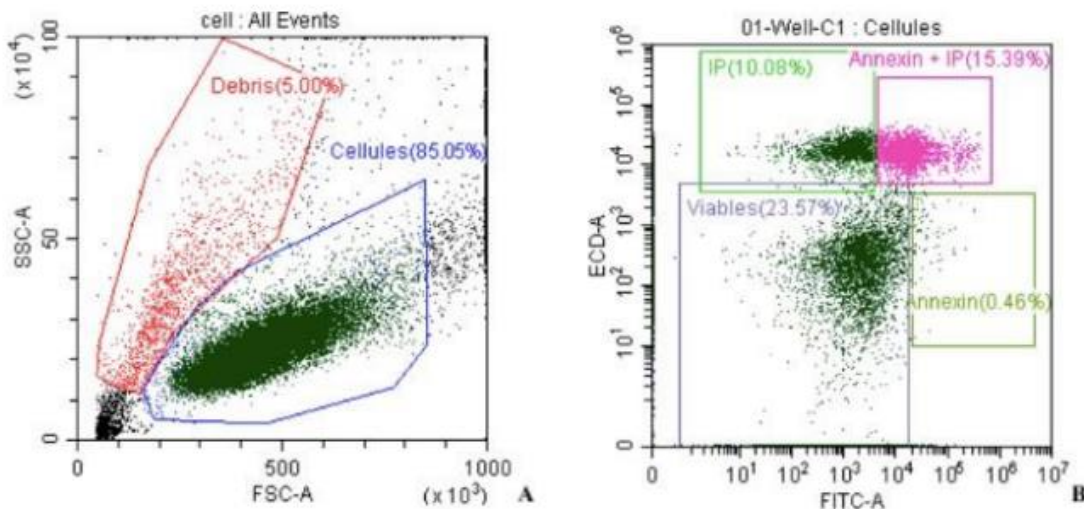 cell : All Events
(x 10⁴)
SSC-A
100
50
0
Debris(5.00%)
Cellules(85.05%)
0 500 1000
FSC-A (x 10³) A
01-Well-C1 : Cellules
ECD-A
10⁶
10⁵
10⁴
10³
10²
10¹
0
IP(10.08%)
Annexin + IP(15.39%)
Viables(23.57%)
Annexin(0.46%)
0 10¹ 10² 10³ 10⁴ 10⁵ 10⁶ 10⁷
FITC-A B